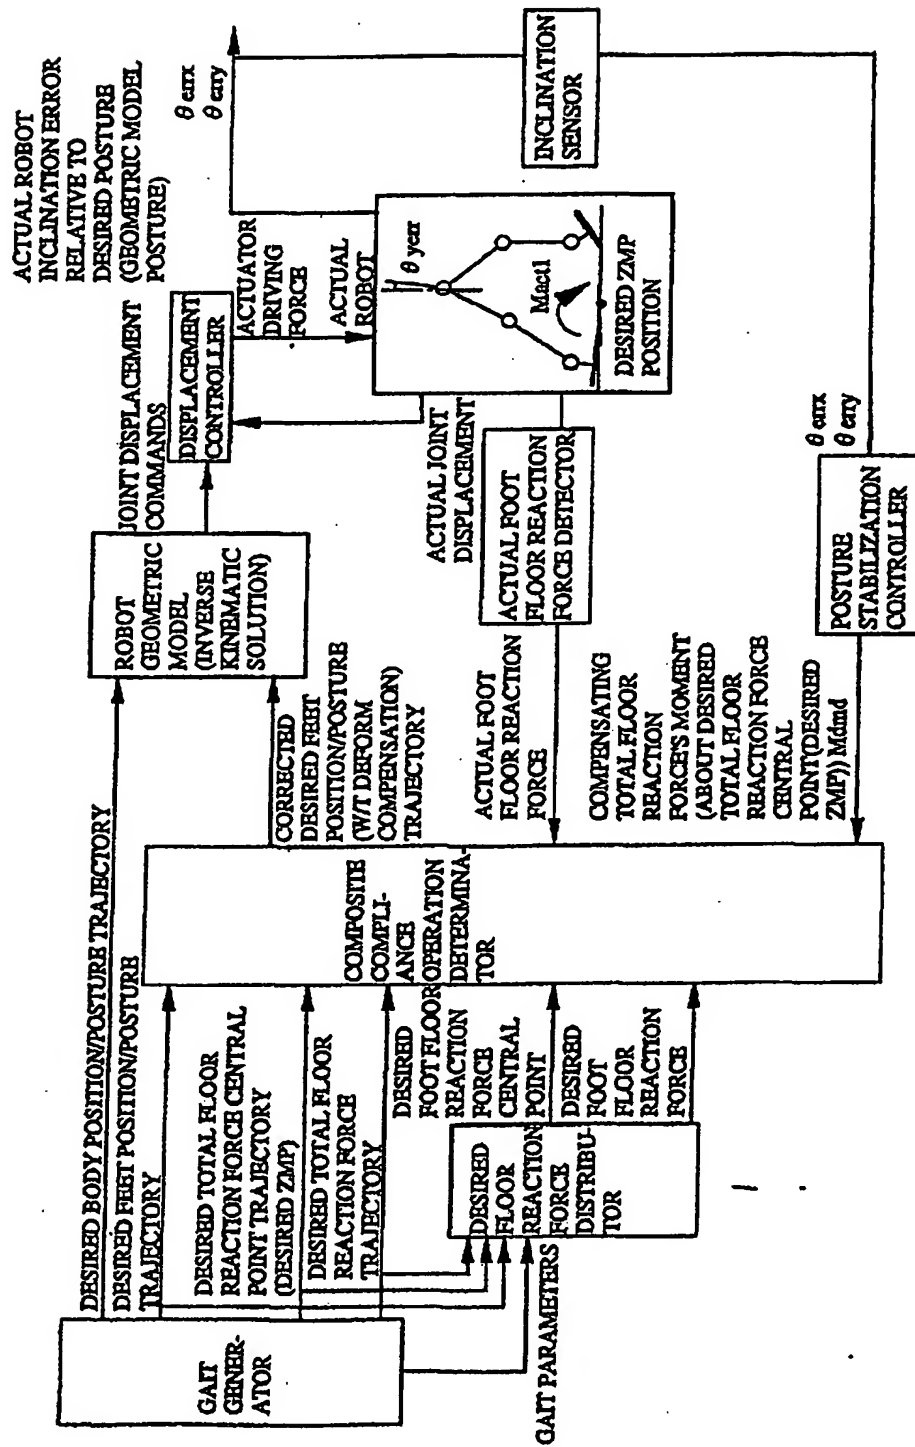 DESIRED BODY POSITION/POSTURE TRAJECTORY
DESIRED FEET POSITION/POSTURE
TRAJECTORY
GAIT
GENER-
ATOR
DESIRED TOTAL FLOOR
REACTION FORCE CENTRAL
POINT TRAJECTORY
(DESIRED ZMP)
DESIRED TOTAL FLOOR
REACTION FORCE
TRAJECTORY
GAIT PARAMETERS
DESIRED
FLOOR
REACTION
FORCE
DISTRIBU-
TOR
DESIRED
FOOT FLOOR
REACTION
FORCE
CENTRAL
POINT
DESIRED
FOOT
FLOOR
REACTION
FORCE
COMPOSITE
COMPLI-
ANCE
OPERATION
DETERMINA-
TOR
CORRECTED
DESIRED FEET
POSITION/POSTURE
(W/T DEFORM
COMPENSATION)
TRAJECTORY
ROBOT
GEOMETRIC
MODEL
(INVERSE
KINEMATIC
SOLUTION)
JOINT DISPLACEMENT
COMMANDS
DISPLACEMENT
CONTROLLER
ACTUATOR
DRIVING
FORCE
ACTUAL
ROBOT
ACTUAL ROBOT
INCLINATION ERROR
RELATIVE TO
DESIRED POSTURE
(GEOMETRIC MODEL
POSTURE)
θ errx
θ erry
θ yerr
Mactl
DESIRED ZMP
POSITION
ACTUAL JOINT
DISPLACEMENT
ACTUAL FOOT
FLOOR REACTION
FORCE DETECTOR
ACTUAL FOOT
FLOOR REACTION
FORCE
INCLINATION
SENSOR
θ errx
θ erry
POSTURE
STABILIZATION
CONTROLLER
COMPENSATING
TOTAL FLOOR
REACTION
FORCE'S MOMENT
(ABOUT DESIRED
TOTAL FLOOR
REACTION FORCE
CENTRAL
POINT(DESIRED
ZMP)) Mdmd